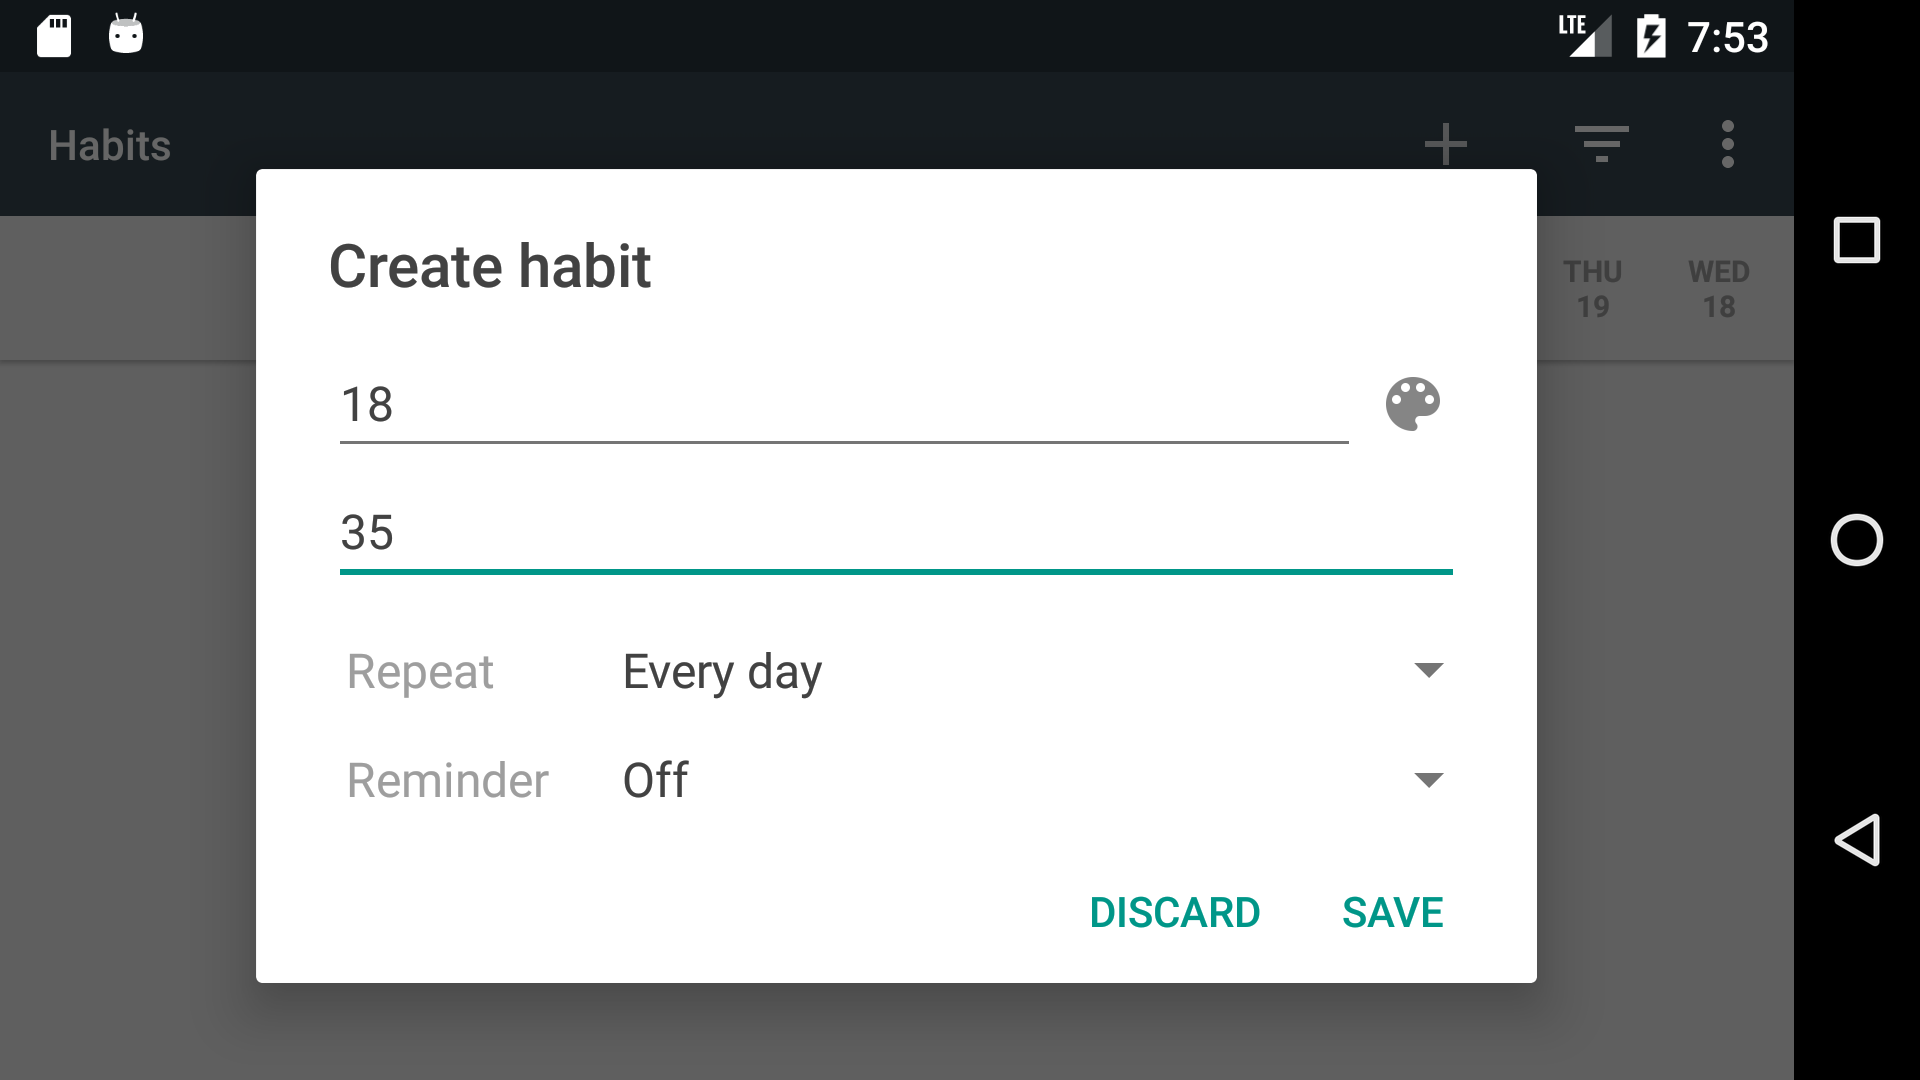 LTE 7:53
Habits
THU WED
19 18
Create habit
18
35
Repeat Every day
Reminder Off
DISCARD SAVE